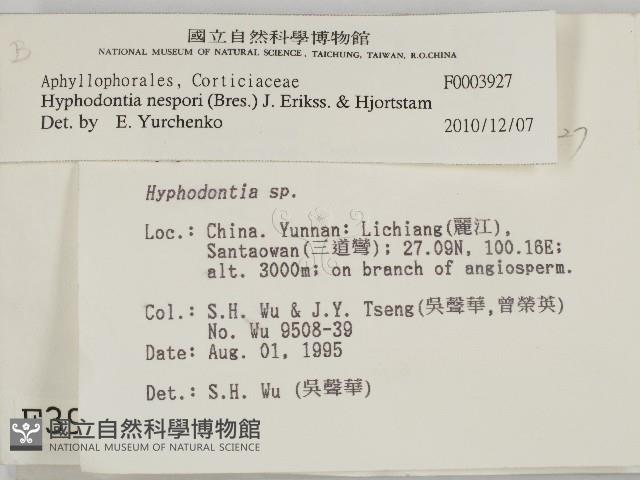 B
國立自然科學博物館
NATIONAL MUSEUM OF NATURAL SCIENCE, TAICHUNG, TAIWAN, R.O.CHINA
Aphyllophorales, Corticiaceae F0003927
Hyphodontia nespori (Bres.) J. Erikss. & Hjortstam
Det. by E. Yurchenko 2010/12/07
27
Hyphodontia sp.
Loc.: China. Yunnan: Lichiang(麗江),
Santaowan(三道彎); 27.09N, 100.16E;
alt. 3000m; on branch of angiosperm.
Col.: S.H. Wu & J.Y. Tseng(吳聲華,曾榮英)
No. Wu 9508-39
Date: Aug. 01, 1995
Det.: S.H. Wu (吳聲華)
國立自然科學博物館
NATIONAL MUSEUM OF NATURAL SCIENCE